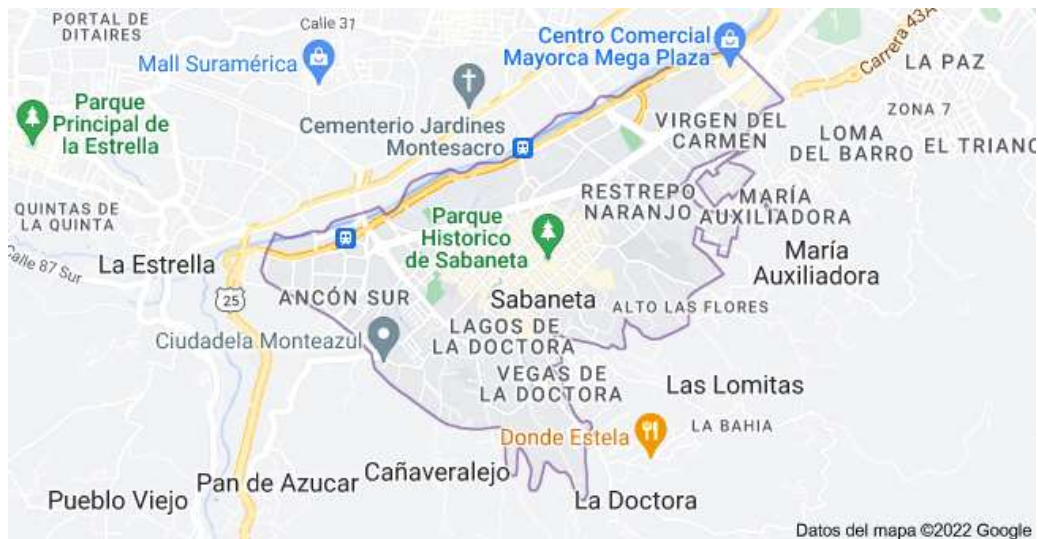 PORTAL DE
DITAIRES
Calle 31
Mall Suramérica
Centro Comercial
Mayorca Mega Plaza
Carrera 43A
LA PAZ
Parque
Principal de
la Estrella
Cementerio Jardines
Montesacro
VIRGEN DEL
CARMEN
ZONA 7
LOMA
DEL BARRO
EL TRIANO
QUINTAS DE
LA QUINTA
Calle 87 Sur
La Estrella
25
Parque
Historico
de Sabaneta
RESTREPO
NARANJO
MARÍA
AUXILIADORA
María
Auxiliadora
ANCÓN SUR
Sabaneta
ALTO LAS FLORES
Ciudadela Monteazul
LAGOS DE
LA DOCTORA
VEGAS DE
LA DOCTORA
Las Lomitas
Donde Estela
LA BAHIA
Pueblo Viejo
Pan de Azucar
Cañaveralejo
La Doctora
Datos del mapa ©2022 Google